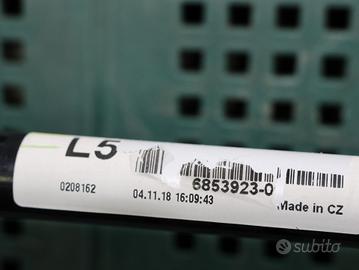 L5
6853923-0
0208162
04.11.18 16:09:43
Made in CZ
subito